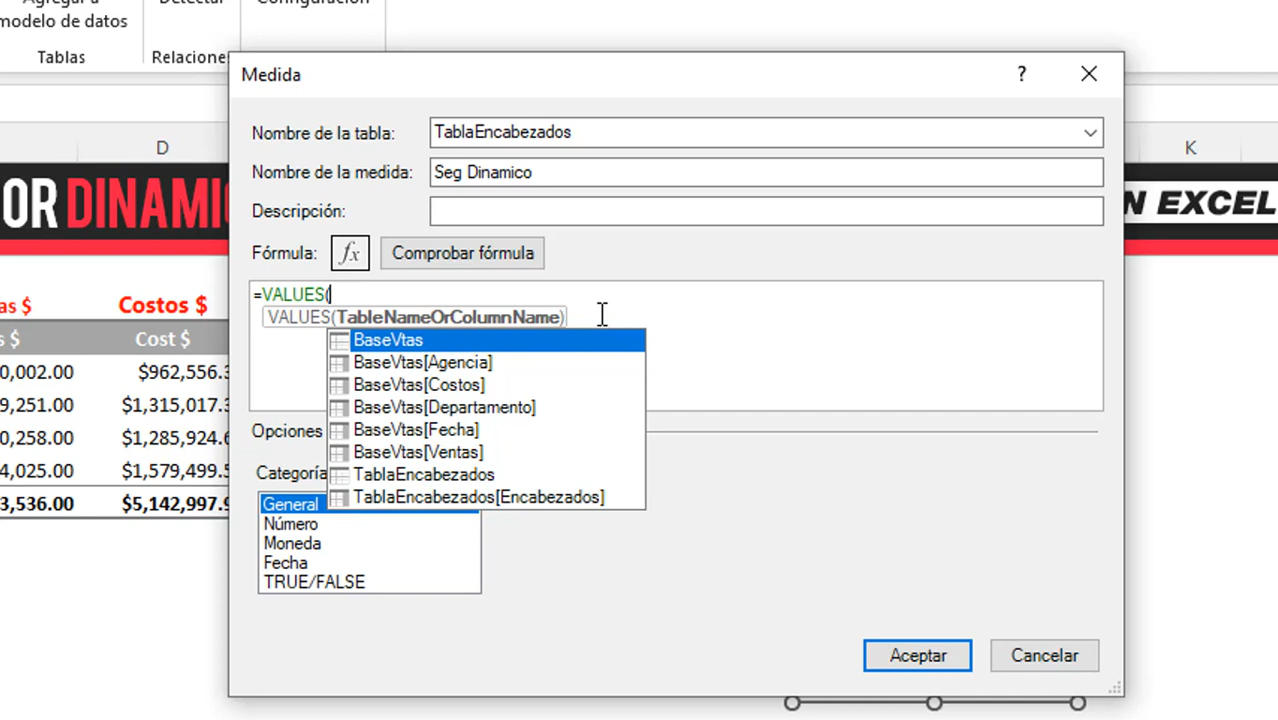 Agregar a
modelo de datos
Detectar
Configuración
Tablas
Relaciones
D
K
OR DINAMIC
N EXCEL
as $
Costos $
s $
Cost $
0,002.00
$962,556.3
9,251.00
$1,315,017.3
0,258.00
$1,285,924.6
4,025.00
$1,579,499.5
3,536.00
$5,142,997.9
Medida
?
Nombre de la tabla:
TablaEncabezados
Nombre de la medida:
Seg Dinamico
Descripción:
Fórmula:
fx
Comprobar fórmula
=VALUES(
VALUES(TableNameOrColumnName)
BaseVtas
BaseVtas[Agencia]
BaseVtas[Costos]
BaseVtas[Departamento]
BaseVtas[Fecha]
BaseVtas[Ventas]
TablaEncabezados
TablaEncabezados[Encabezados]
Opciones
Categoría
General
Número
Moneda
Fecha
TRUE/FALSE
Aceptar
Cancelar